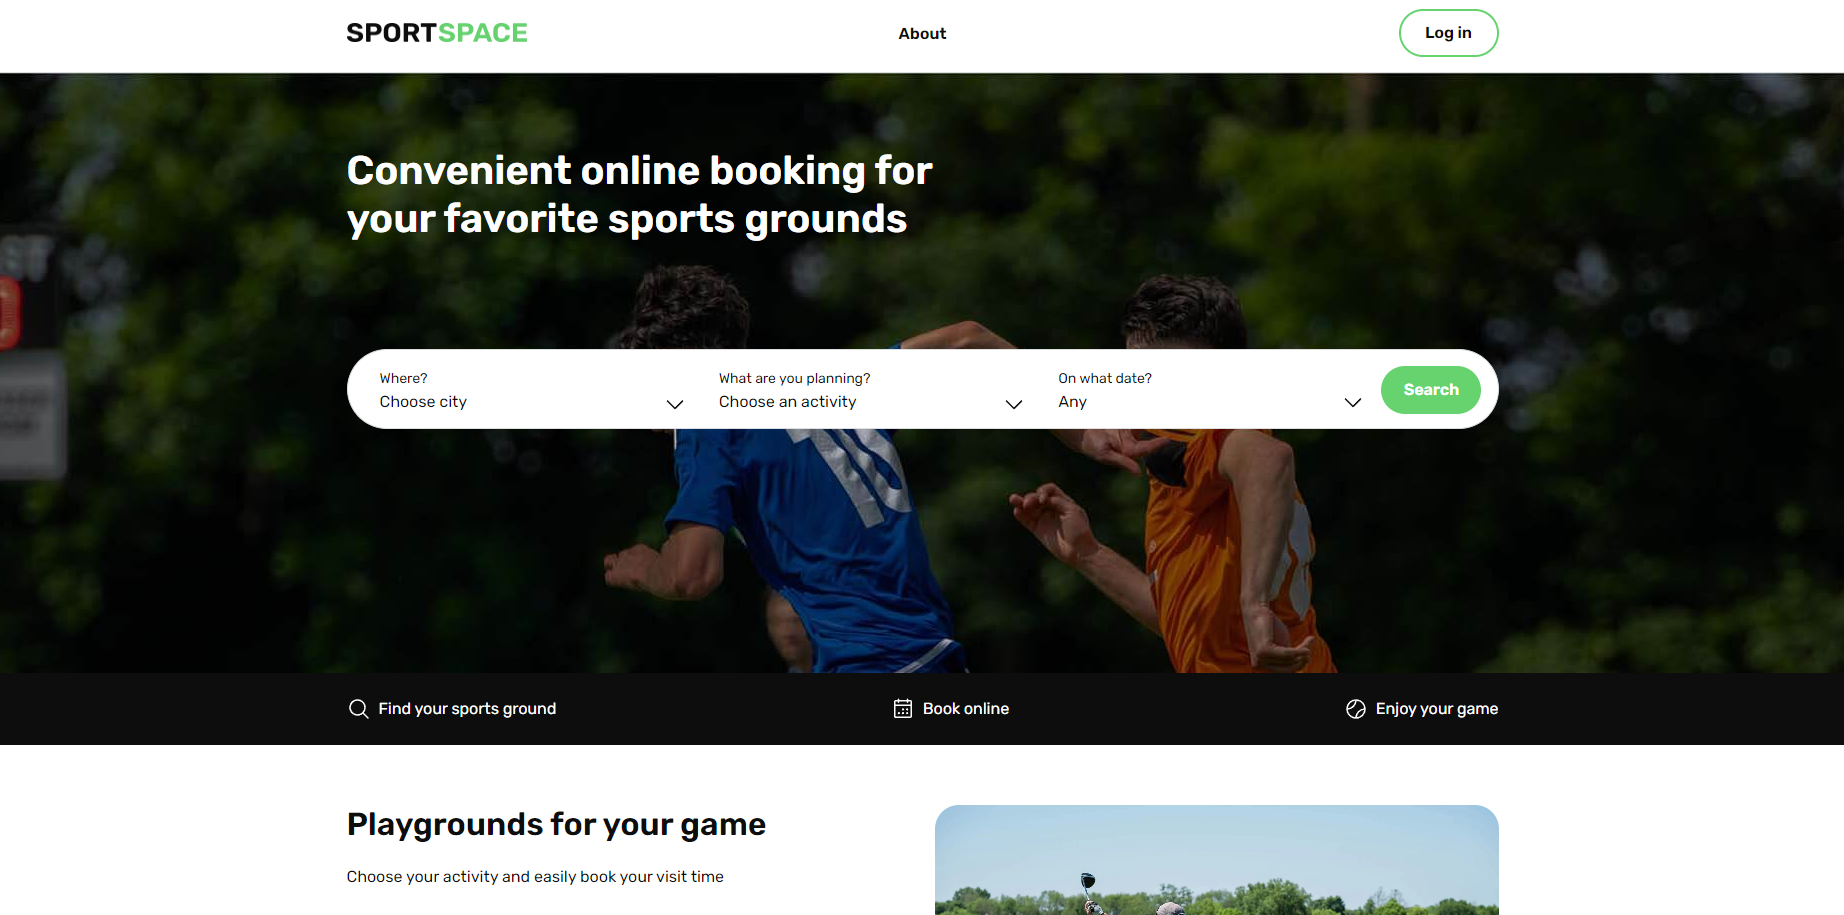 SPORTSPACE
About
Log in
Convenient online booking for
your favorite sports grounds
Where?
Choose city
What are you planning?
Choose an activity
On what date?
Any
Search
10
Find your sports ground
Book online
Enjoy your game
Playgrounds for your game
Choose your activity and easily book your visit time